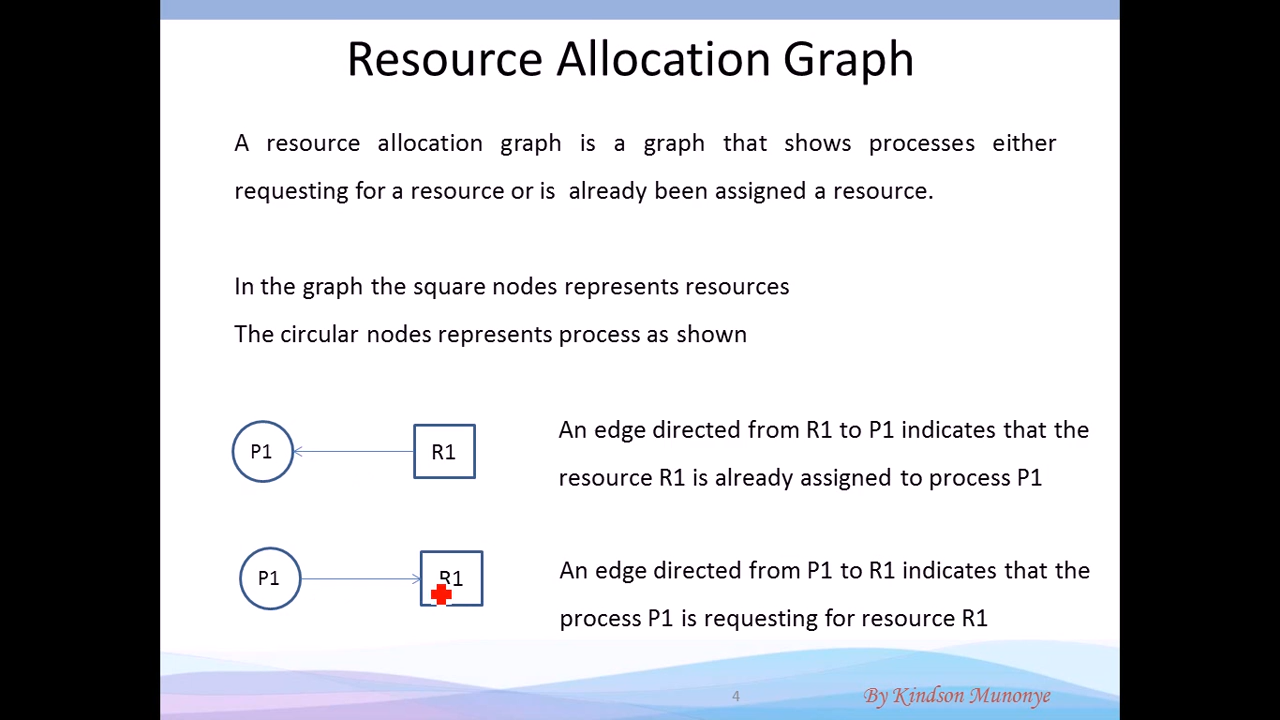 Resource Allocation Graph
A resource allocation graph is a graph that shows processes either
requesting for a resource or is already been assigned a resource.
In the graph the square nodes represents resources
The circular nodes represents process as shown
P1
R1
An edge directed from R1 to P1 indicates that the
resource R1 is already assigned to process P1
P1
R1
An edge directed from P1 to R1 indicates that the
process P1 is requesting for resource R1
4
By Kindson Munonye